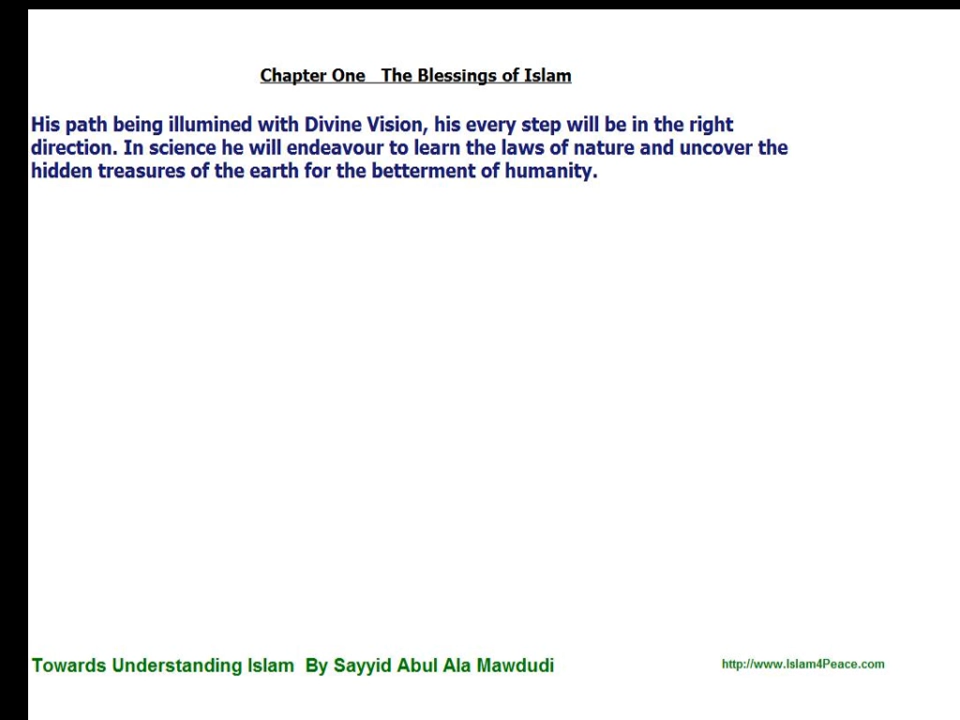 Chapter One   The Blessings of Islam
His path being illumined with Divine Vision, his every step will be in the right
direction. In science he will endeavour to learn the laws of nature and uncover the
hidden treasures of the earth for the betterment of humanity.
Towards Understanding Islam  By Sayyid Abul Ala Mawdudi
http://www.Islam4Peace.com